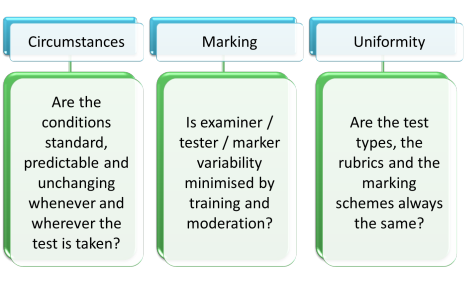 Circumstances
Are the
conditions
standard,
predictable and
unchanging
whenever and
wherever the
test is taken?
Marking
Is examiner /
tester / marker
variability
minimised by
training and
moderation?
Uniformity
Are the test
types, the
rubrics and the
marking
schemes always
the same?